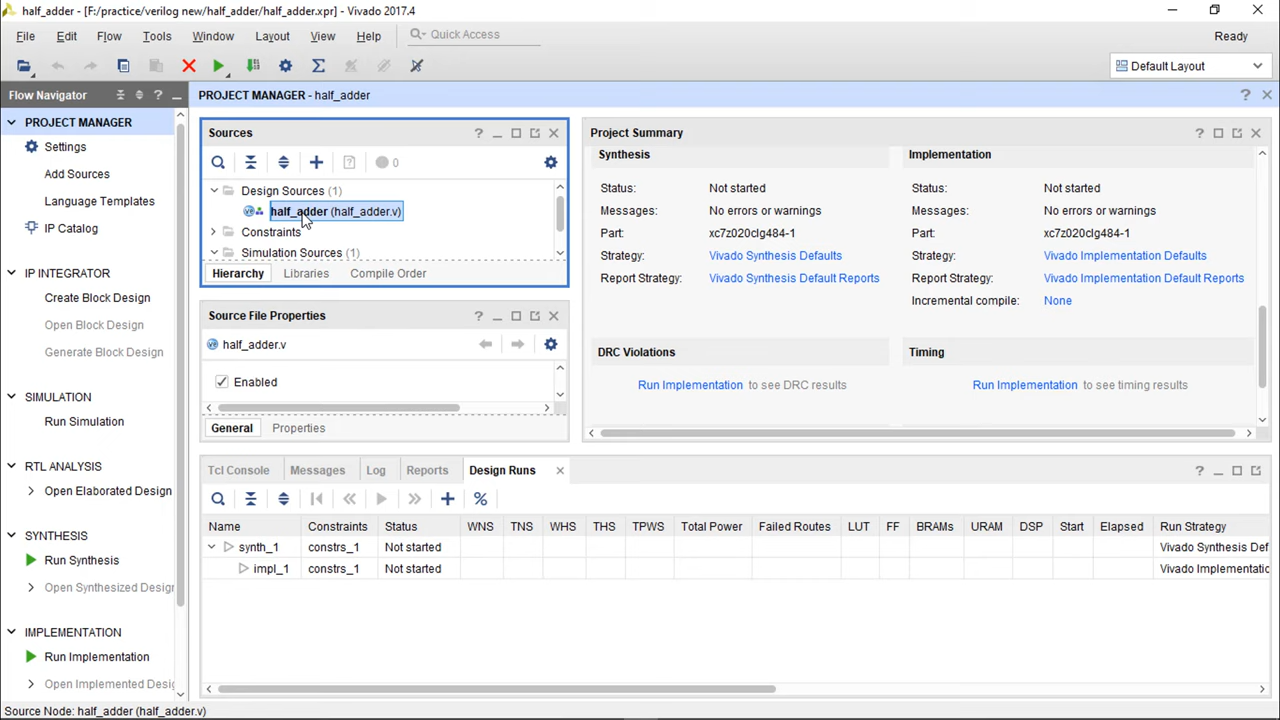 half_adder - [F:/practice/verilog new/half_adder/half_adder.xpr] - Vivado 2017.4
File Edit Flow Tools Window Layout View Help Quick Access Ready
Default Layout
Flow Navigator
PROJECT MANAGER
Settings
Add Sources
Language Templates
IP Catalog
IP INTEGRATOR
Create Block Design
Open Block Design
Generate Block Design
SIMULATION
Run Simulation
RTL ANALYSIS
Open Elaborated Design
SYNTHESIS
Run Synthesis
Open Synthesized Design
IMPLEMENTATION
Run Implementation
Open Implemented Desig
PROJECT MANAGER - half_adder
Sources
0
Design Sources (1)
half_adder (half_adder.v)
Constraints
Simulation Sources (1)
Hierarchy Libraries Compile Order
Source File Properties
half_adder.v
Enabled
General Properties
Project Summary
Synthesis
Status: Not started
Messages: No errors or warnings
Part: xc7z020clg484-1
Strategy: Vivado Synthesis Defaults
Report Strategy: Vivado Synthesis Default Reports
Implementation
Status: Not started
Messages: No errors or warnings
Part: xc7z020clg484-1
Strategy: Vivado Implementation Defaults
Report Strategy: Vivado Implementation Default Reports
Incremental compile: None
DRC Violations
Run Implementation to see DRC results
Timing
Run Implementation to see timing results
Tcl Console Messages Log Reports Design Runs
Name Constraints Status WNS TNS WHS THS TPWS Total Power Failed Routes LUT FF BRAMs URAM DSP Start Elapsed Run Strategy
synth_1 constrs_1 Not started Vivado Synthesis Def
impl_1 constrs_1 Not started Vivado Implementatic
Source Node: half_adder (half_adder.v)